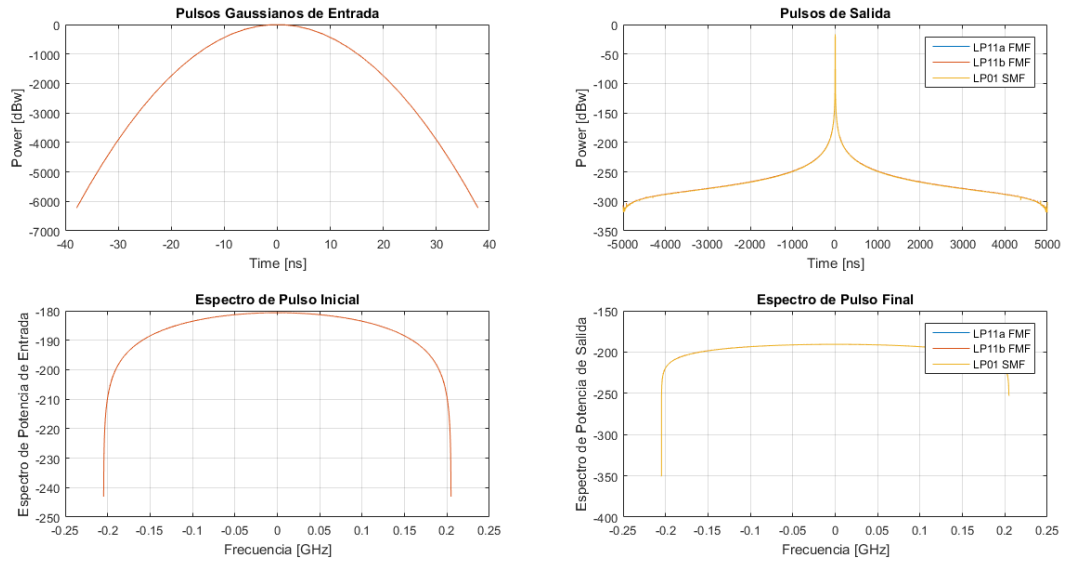 Pulsos Gaussianos de Entrada
0
-1000
-2000
-3000
-4000
-5000
-6000
-7000
Power [dBw]
-40 -30 -20 -10 0 10 20 30 40
Time [ns]
Pulsos de Salida
0
-50
-100
-150
-200
-250
-300
-350
Power [dBw]
LP11a FMF
LP11b FMF
LP01 SMF
-5000 -4000 -3000 -2000 -1000 0 1000 2000 3000 4000 5000
Time [ns]
Espectro de Pulso Inicial
-180
-190
-200
-210
-220
-230
-240
-250
Espectro de Potencia de Entrada
-0.25 -0.2 -0.15 -0.1 -0.05 0 0.05 0.1 0.15 0.2 0.25
Frecuencia [GHz]
Espectro de Pulso Final
-150
-200
-250
-300
-350
-400
Espectro de Potencia de Salida
LP11a FMF
LP11b FMF
LP01 SMF
-0.25 -0.2 -0.15 -0.1 -0.05 0 0.05 0.1 0.15 0.2 0.25
Frecuencia [GHz]